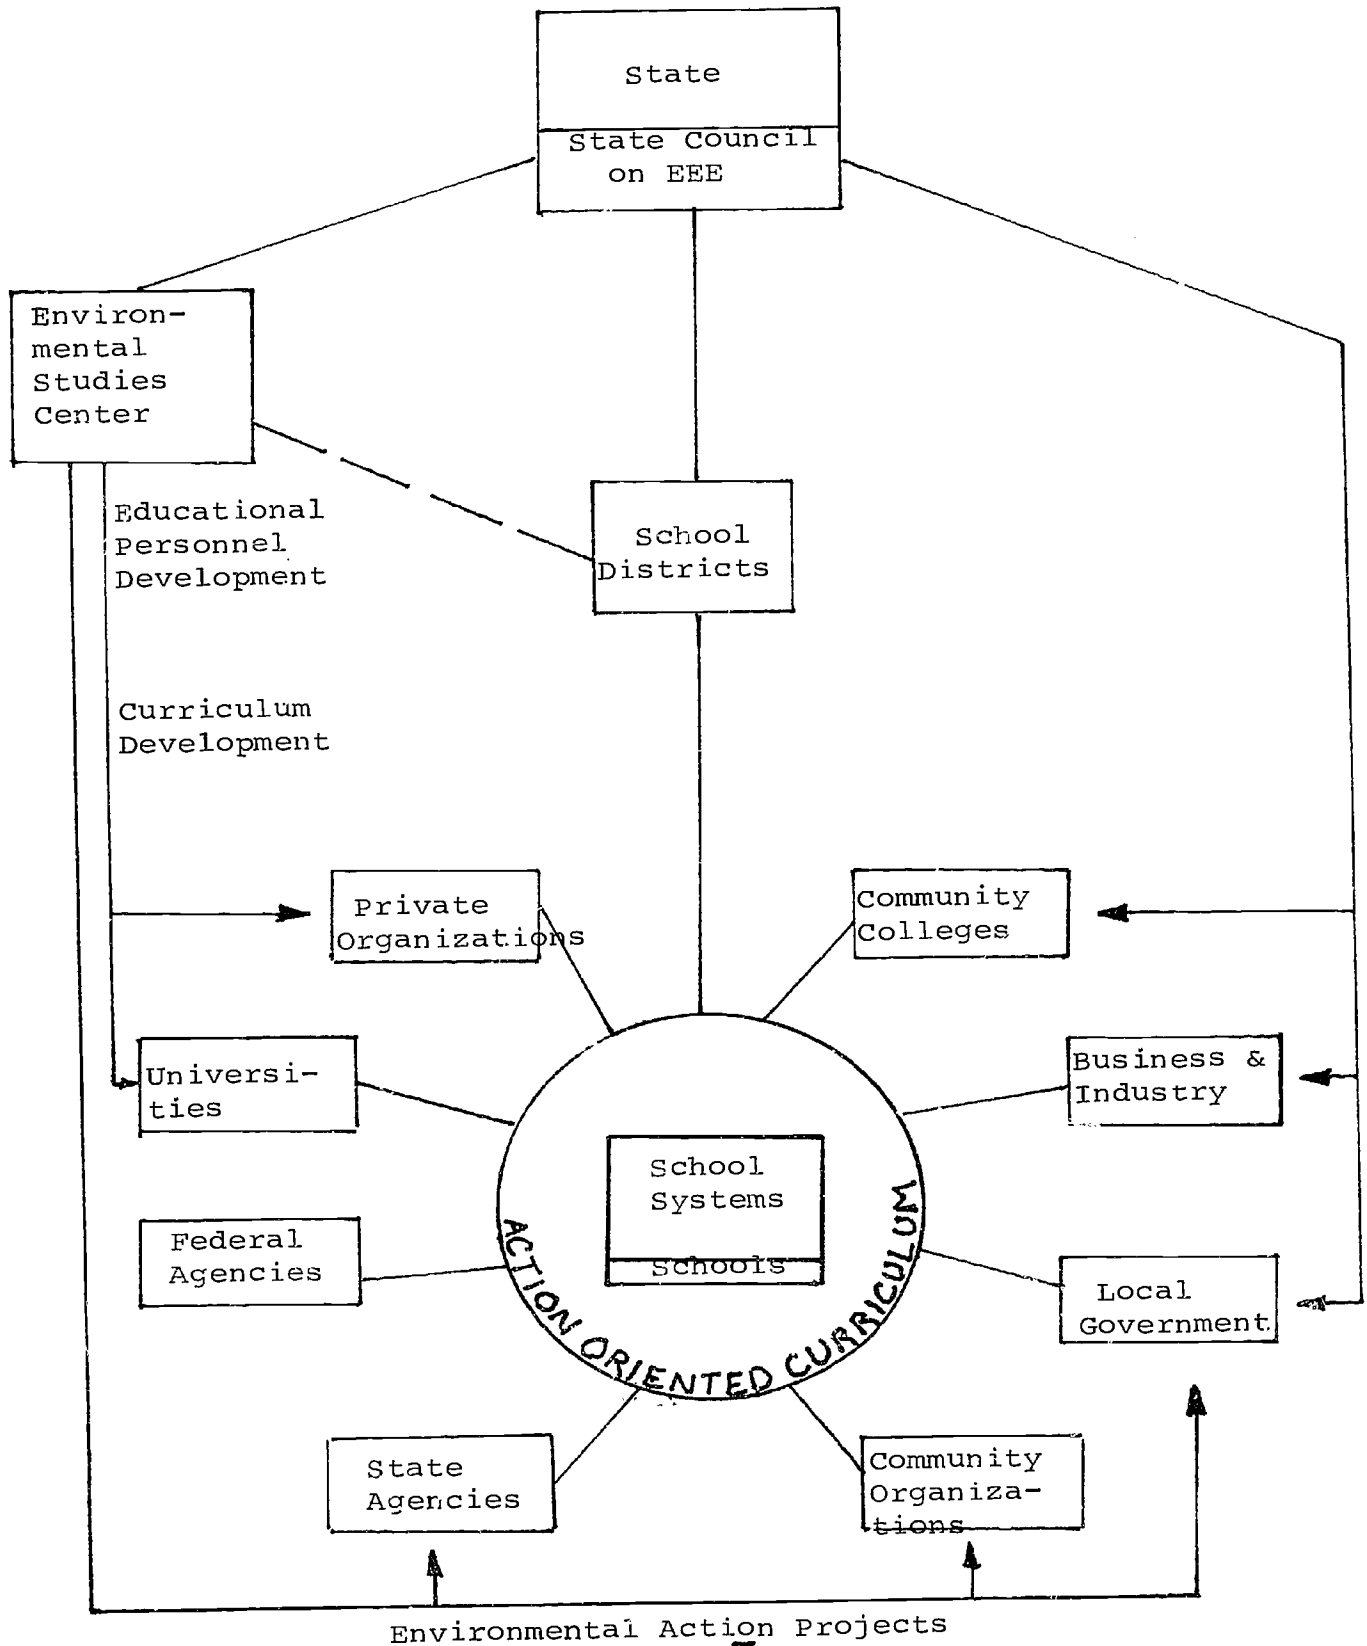 State
State Council
on EEE
Environ-
mental
Studies
Center
Educational
Personnel
Development
School
Districts
Curriculum
Development
Private
Organizations
Community
Colleges
Universi-
ties
Business &
Industry
School
Systems
Schools
ACTION ORIENTED CURRICULUM
Federal
Agencies
Local
Government
State
Agencies
Community
Organiza-
tions
Environmental Action Projects